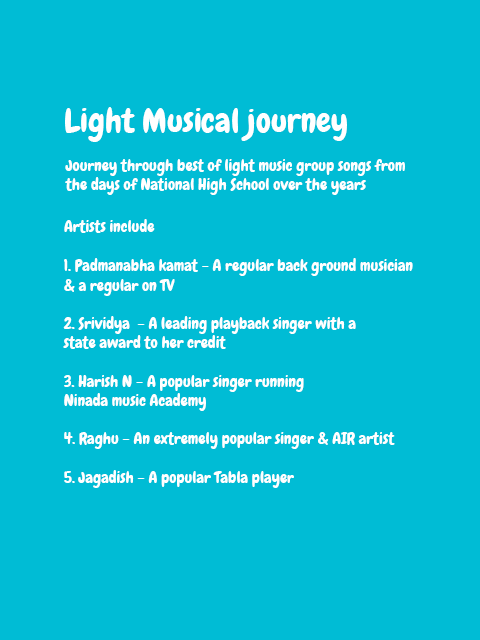 Light Musical journey
Journey through best of light music group songs from
the days of National High School over the years
Artists include
1. Padmanabha kamat – A regular back ground musician
& a regular on TV
2. Srividya – A leading playback singer with a
state award to her credit
3. Harish N – A popular singer running
Ninada music Academy
4. Raghu – An extremely popular singer & AIR artist
5. Jagadish – A popular Tabla player